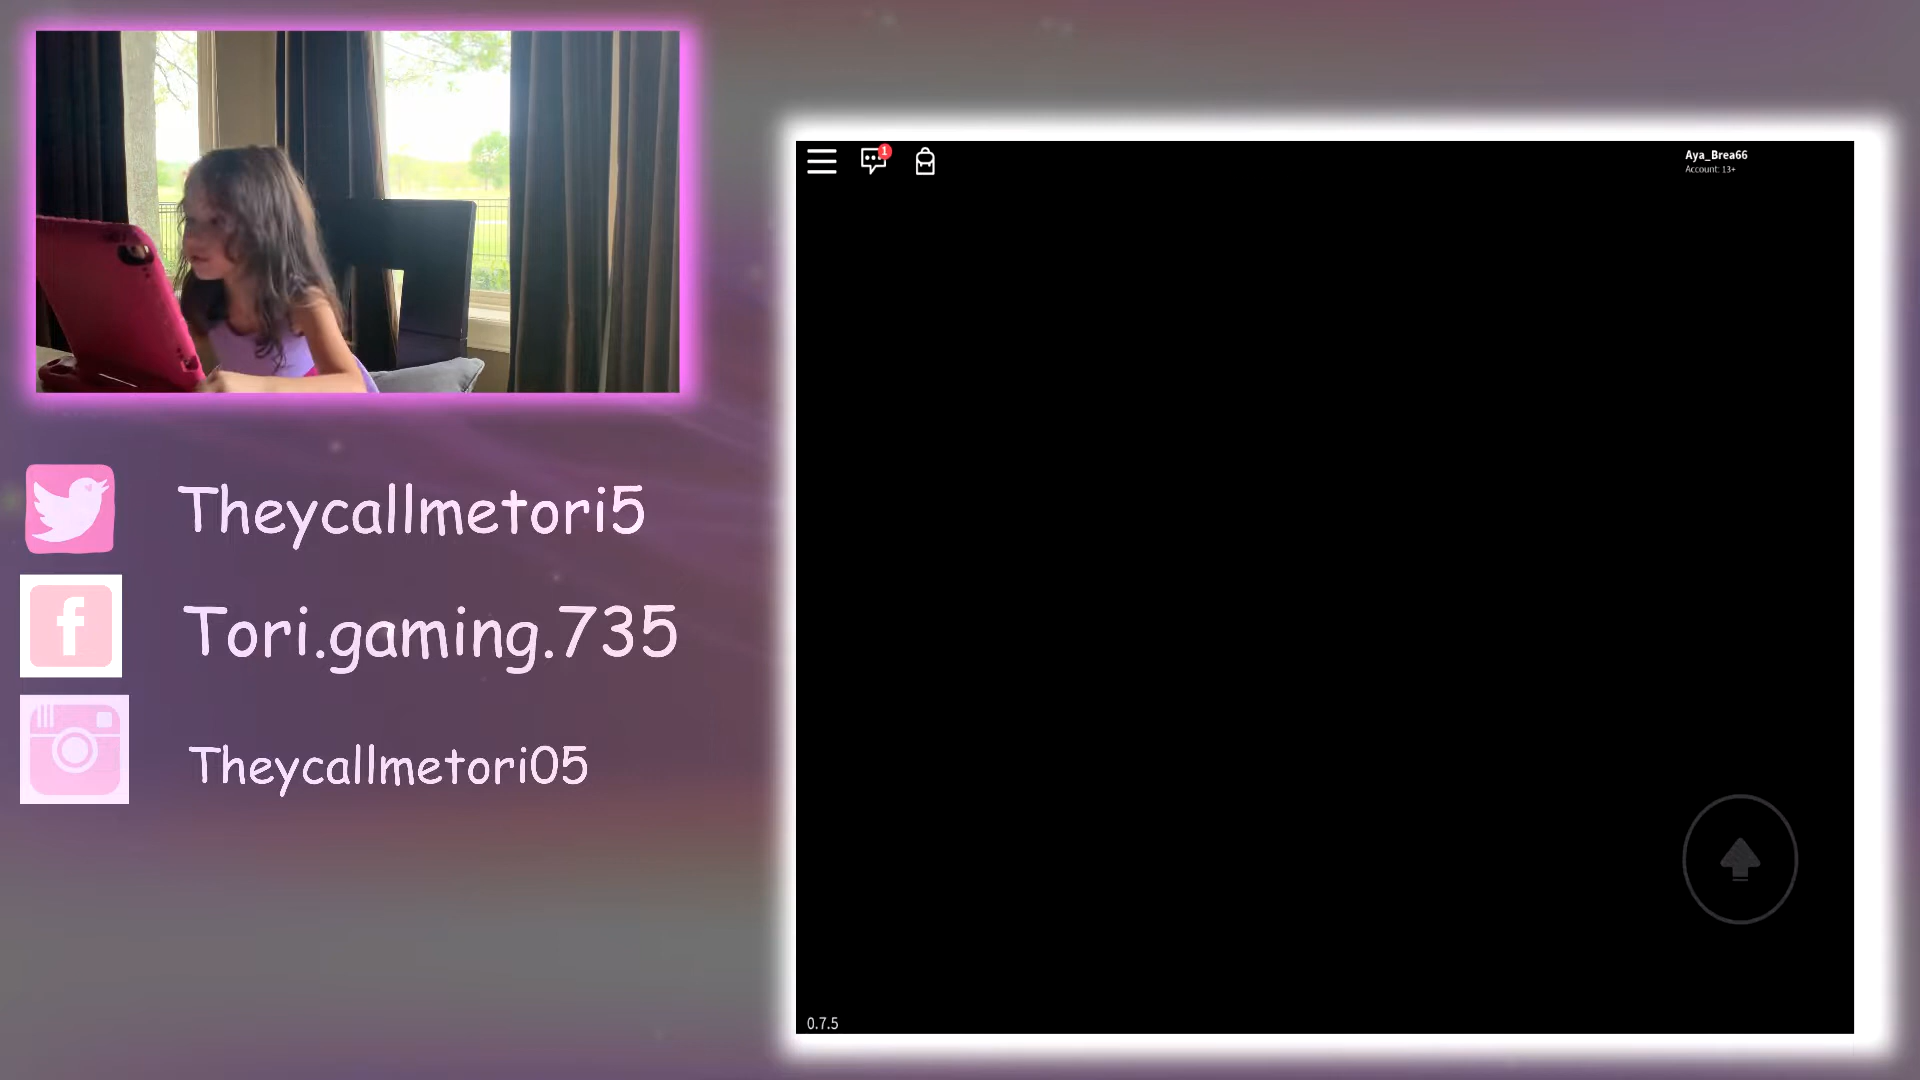 1
Aya_Brea66
Account: 13+
Theycallmetori5
f
Tori.gaming.735
Theycallmetori05
0.7.5